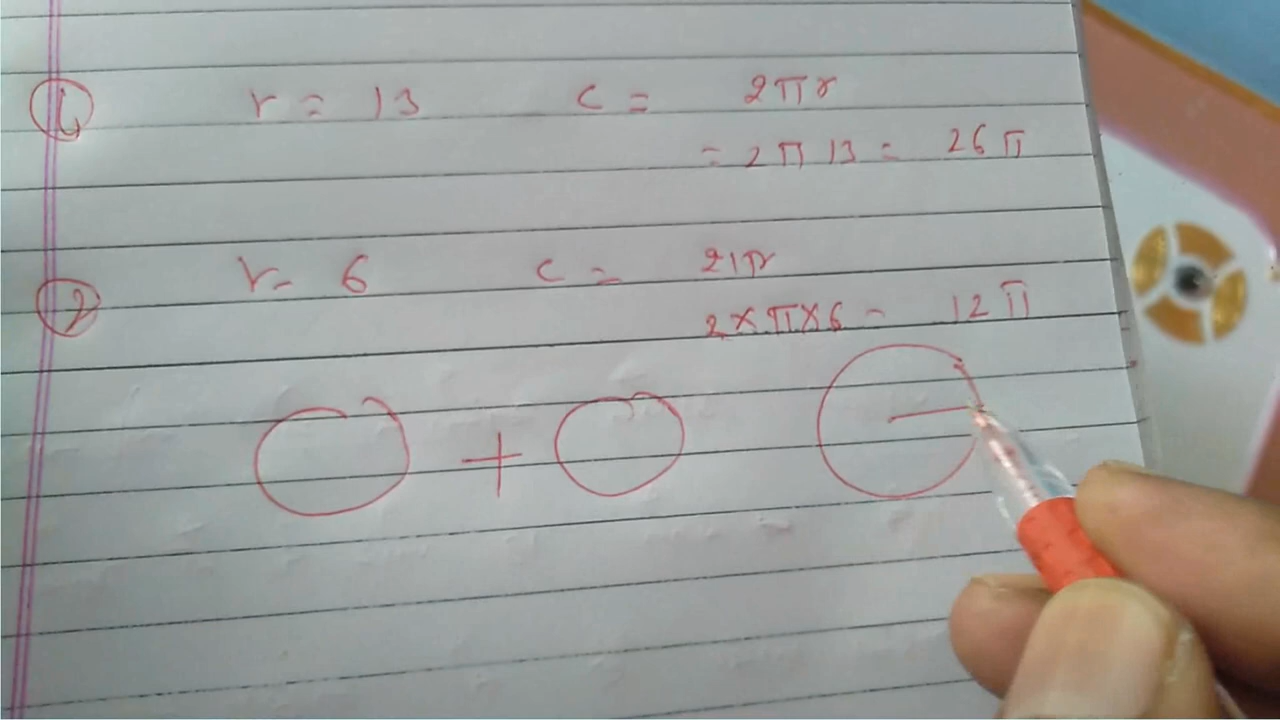 ① r = 13 c = 2πr
= 2π 13 = 26π
② r = 6 c = 2πr
2×π×6 = 12π
+